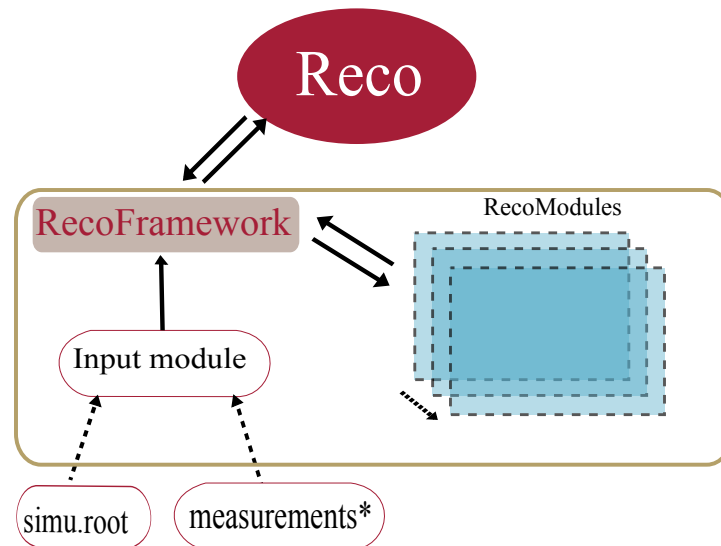 Reco
RecoFramework
RecoModules
Input module
simu.root
measurements*